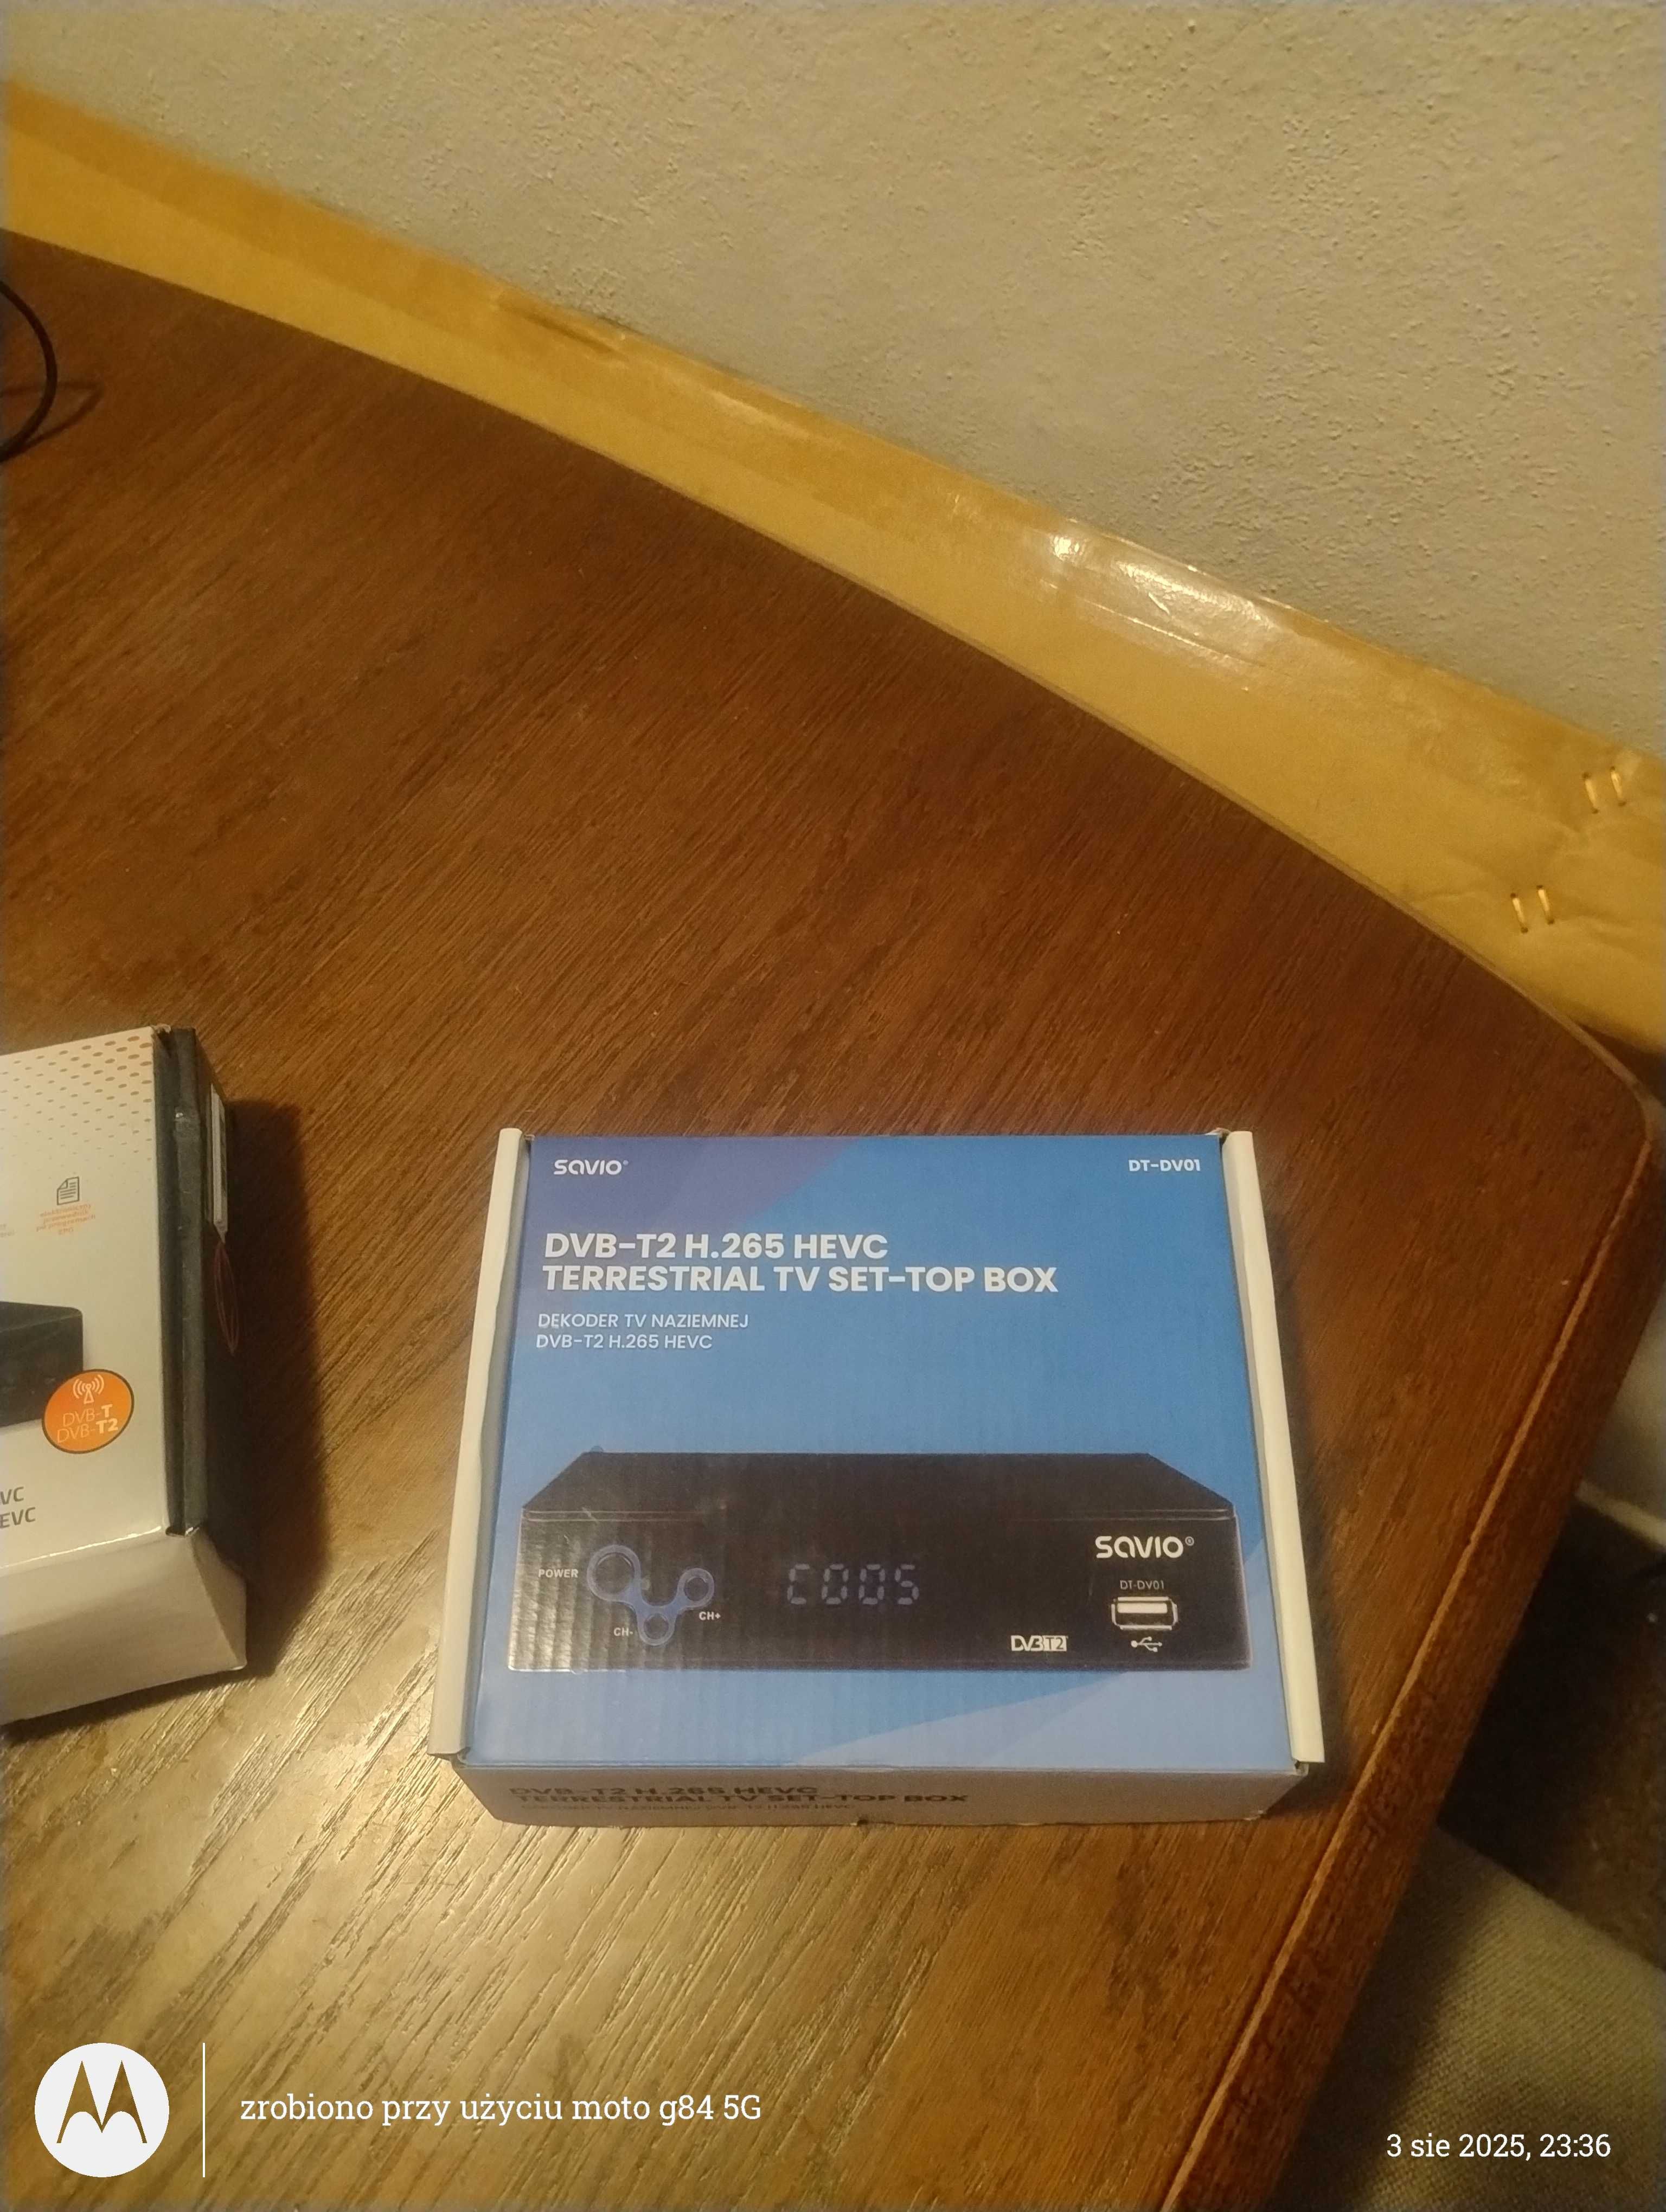 SAVIO®
DT-DV01
DVB-T2 H.265 HEVC
TERRESTRIAL TV SET-TOP BOX
DEKODER TV NAZIEMNEJ
DVB-T2 H.265 HEVC
SAVIO®
DT-DV01
POWER
CH+
CH-
C005
DVB T2
DVB-T2 H.265 HEVC
TERRESTRIAL TV SET-TOP BOX
DVB-T
DVB-T2
VC
EVC
zrobiono przy użyciu moto g84 5G
3 sie 2025, 23:36